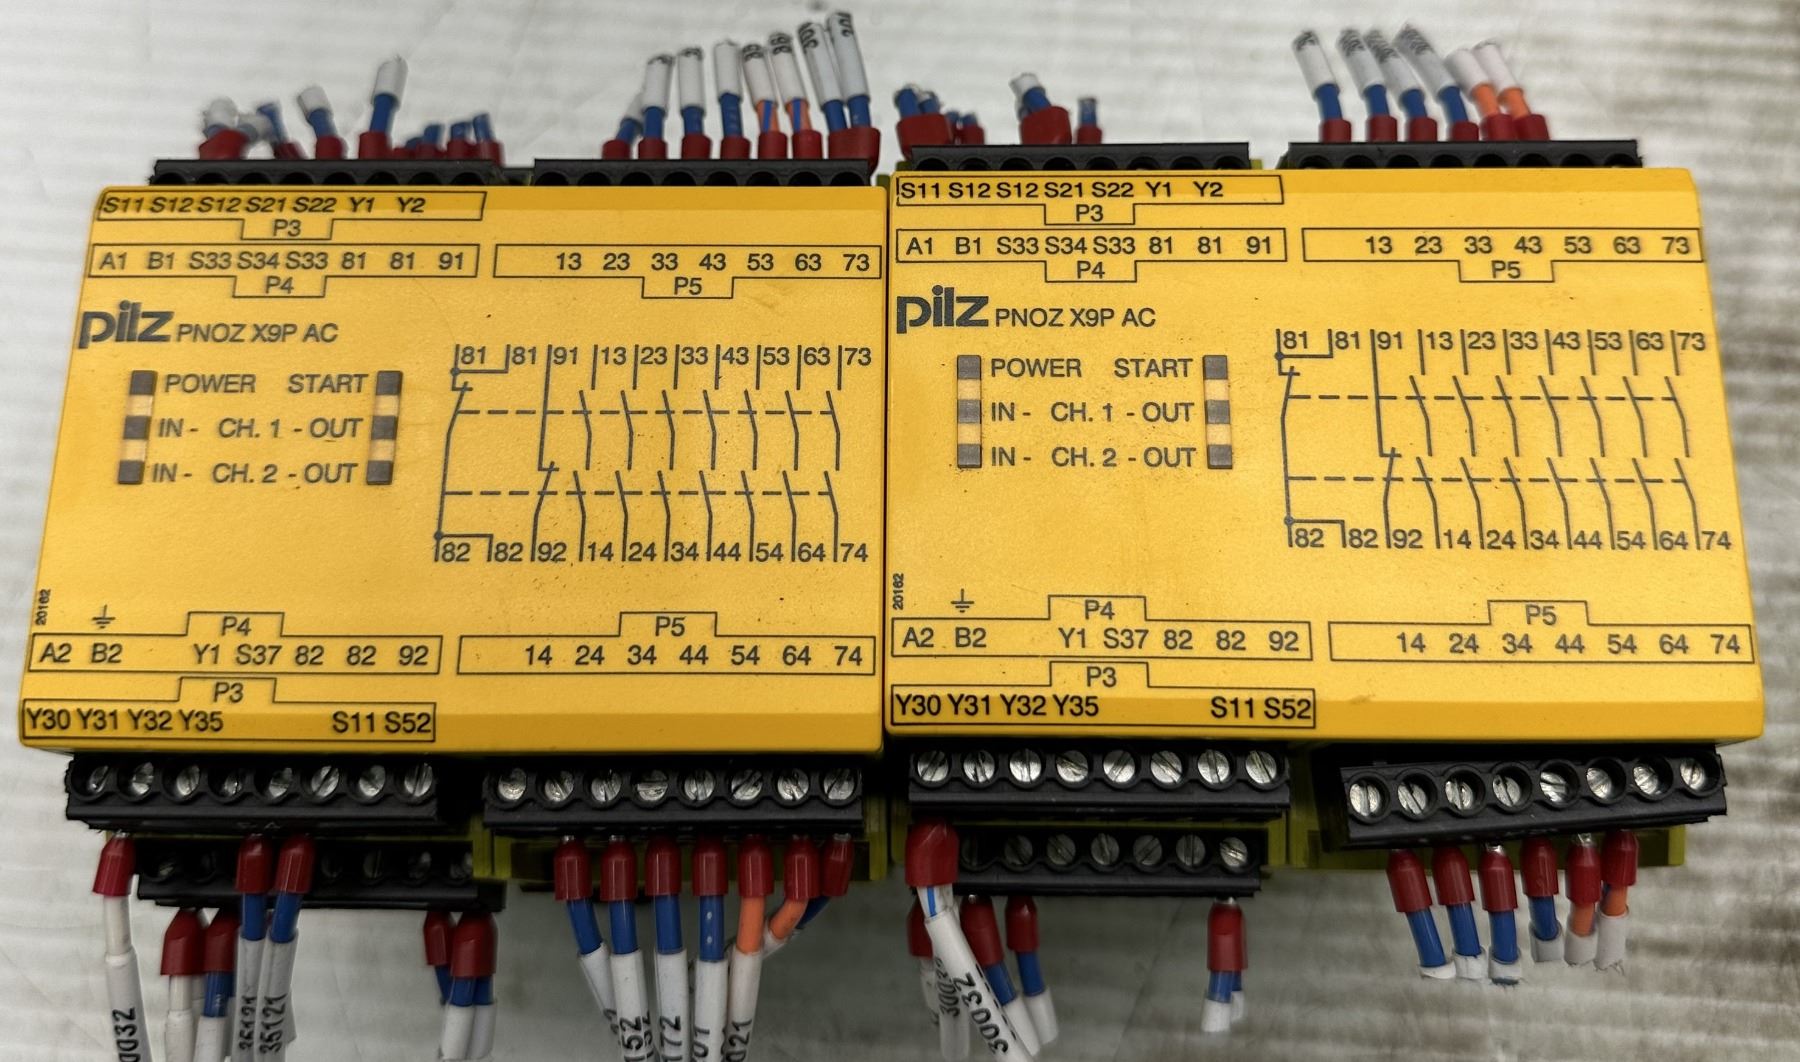 S11 S12 S12 S21 S22 Y1 Y2
P3
A1 B1 S33 S34 S33 81 81 91
P4
13 23 33 43 53 63 73
P5
pilz PNOZ X9P AC
POWER START
IN - CH. 1 - OUT
IN - CH. 2 - OUT
81 81 91 13 23 33 43 53 63 73
82 82 92 14 24 34 44 54 64 74
20162
P4
A2 B2 Y1 S37 82 82 92
P5
14 24 34 44 54 64 74
P3
Y30 Y31 Y32 Y35 S11 S52
S11 S12 S12 S21 S22 Y1 Y2
P3
A1 B1 S33 S34 S33 81 81 91
P4
13 23 33 43 53 63 73
P5
pilz PNOZ X9P AC
POWER START
IN - CH. 1 - OUT
IN - CH. 2 - OUT
81 81 91 13 23 33 43 53 63 73
82 82 92 14 24 34 44 54 64 74
20162
P4
A2 B2 Y1 S37 82 82 92
P5
14 24 34 44 54 64 74
P3
Y30 Y31 Y32 Y35 S11 S52
35121
152
172
021
300032